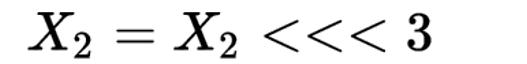 X₂ = X₂ <<< 3